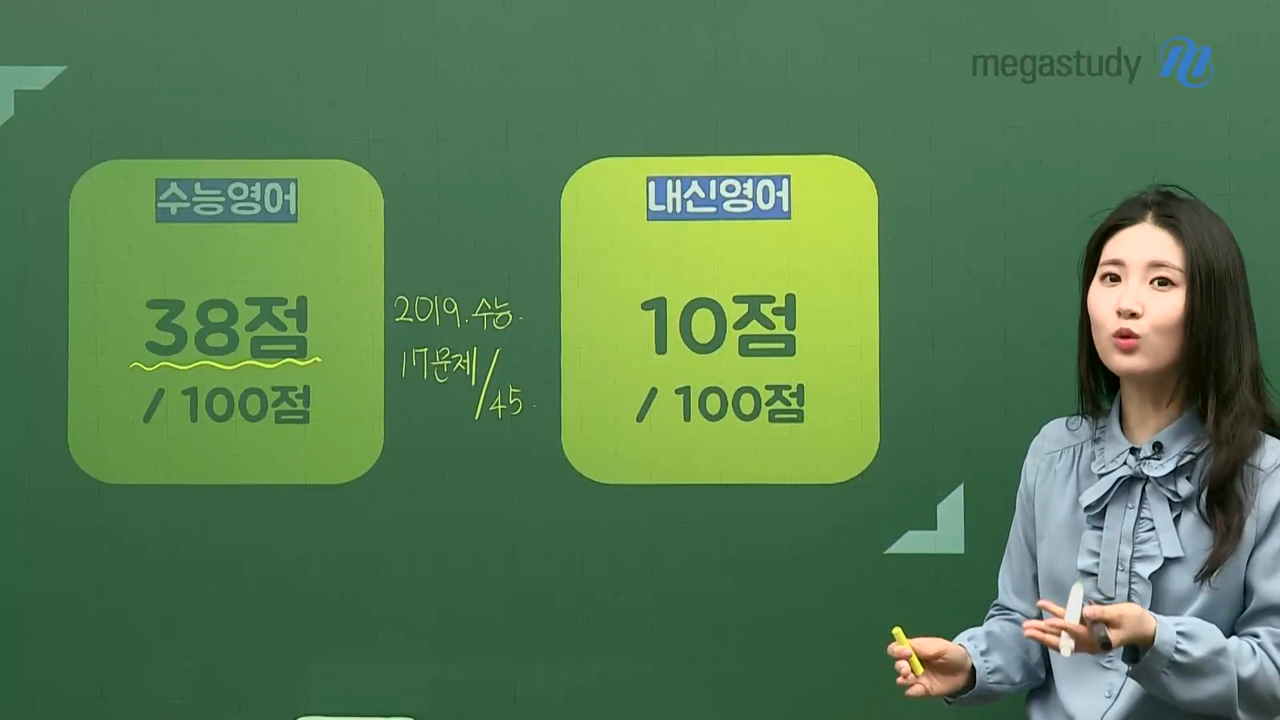 megastudy
수능영어
38점
/ 100점
2019. 수능.
17문제/45.
내신영어
10점
/ 100점